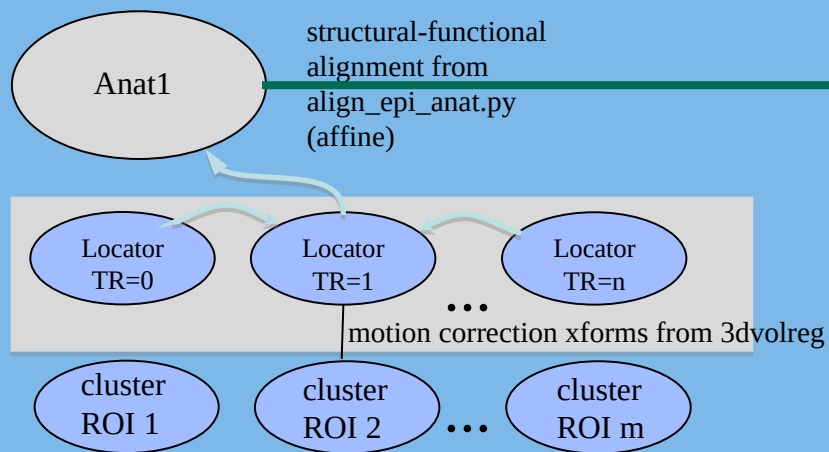 Anat1
structural-functional
alignment from
align_epi_anat.py
(affine)
Locator
TR=0
Locator
TR=1
...
Locator
TR=n
motion correction xforms from 3dvolreg
cluster
ROI 1
cluster
ROI 2
...
cluster
ROI m